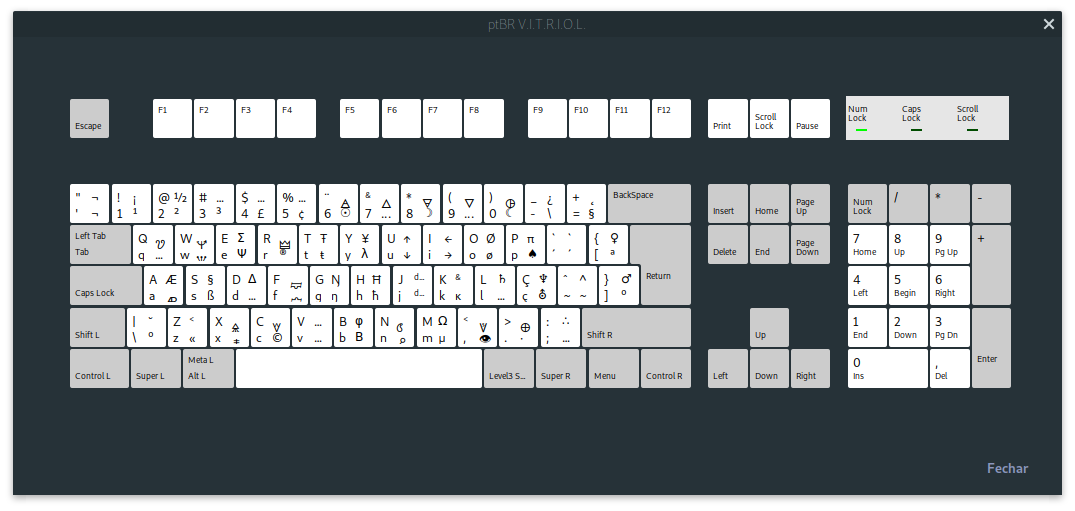 ptBR V.I.T.R.I.O.L.
Escape F1 F2 F3 F4 F5 F6 F7 F8 F9 F10 F11 F12 Print Scroll Lock Pause Num Lock Caps Lock Scroll Lock
" ¬ ! ¡ @ ½ # … $ … % … ¨ 🜁 & △ * ( ) _ ¿ + ˛ BackSpace Insert Home Page Up Num Lock / * -
' ¬ 1 ¹ 2 ² 3 ³ 4 £ 5 ¢ 6 ☉ 7 … 8 ☽ 9 … 0 ☾ - \ = §
Left Tab Q W E Σ R T Ŧ Y ¥ U ↑ I ← O Ø P π ` ` { ♀ Return Delete End Page Down 7 Home 8 Up 9 Pg Up +
Tab q … w e Ψ r ® t ŧ y λ u ↓ i → o ø p ♠ ´ ´ [ ª
Caps Lock A Æ S § D Δ F G Ŋ H Ħ J d… K & L ♄ Ç ♆ ^ ^ } ♂ 4 Left 5 Begin 6 Right
a s ß d … f g ŋ h ħ j d… k ĸ l … ç ⛢ ~ ~ ] º
Shift L | ˘ Z < X C V … B φ N M Ω < > ⊕ : ∴ Shift R Up 1 End 2 Down 3 Pg Dn Enter
\ º z « x c © v … b n m µ , 👁 . · ; …
Control L Super L Meta L Alt L Level3 S… Super R Menu Control R Left Down Right 0 Ins , Del
Fechar